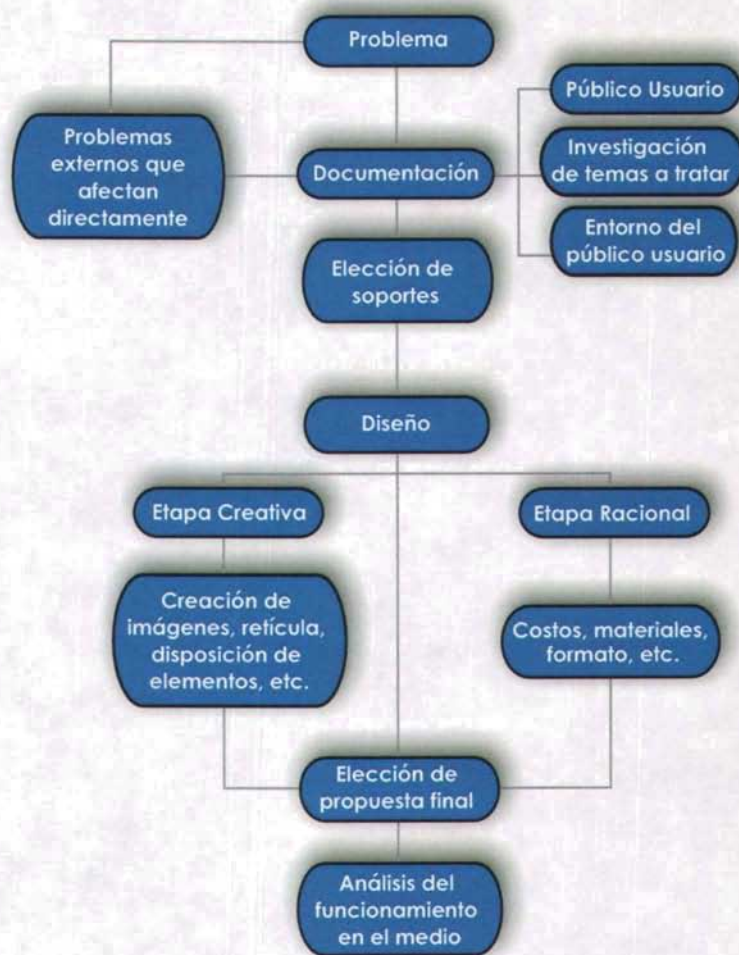 Problema
Problemas
externos que
afectan
directamente
Documentación
Público Usuario
Investigación
de temas a tratar
Entorno del
público usuario
Elección de
soportes
Diseño
Etapa Creativa
Etapa Racional
Creación de
imágenes, retícula,
disposición de
elementos, etc.
Costos, materiales,
formato, etc.
Elección de
propuesta final
Análisis del
funcionamiento
en el medio